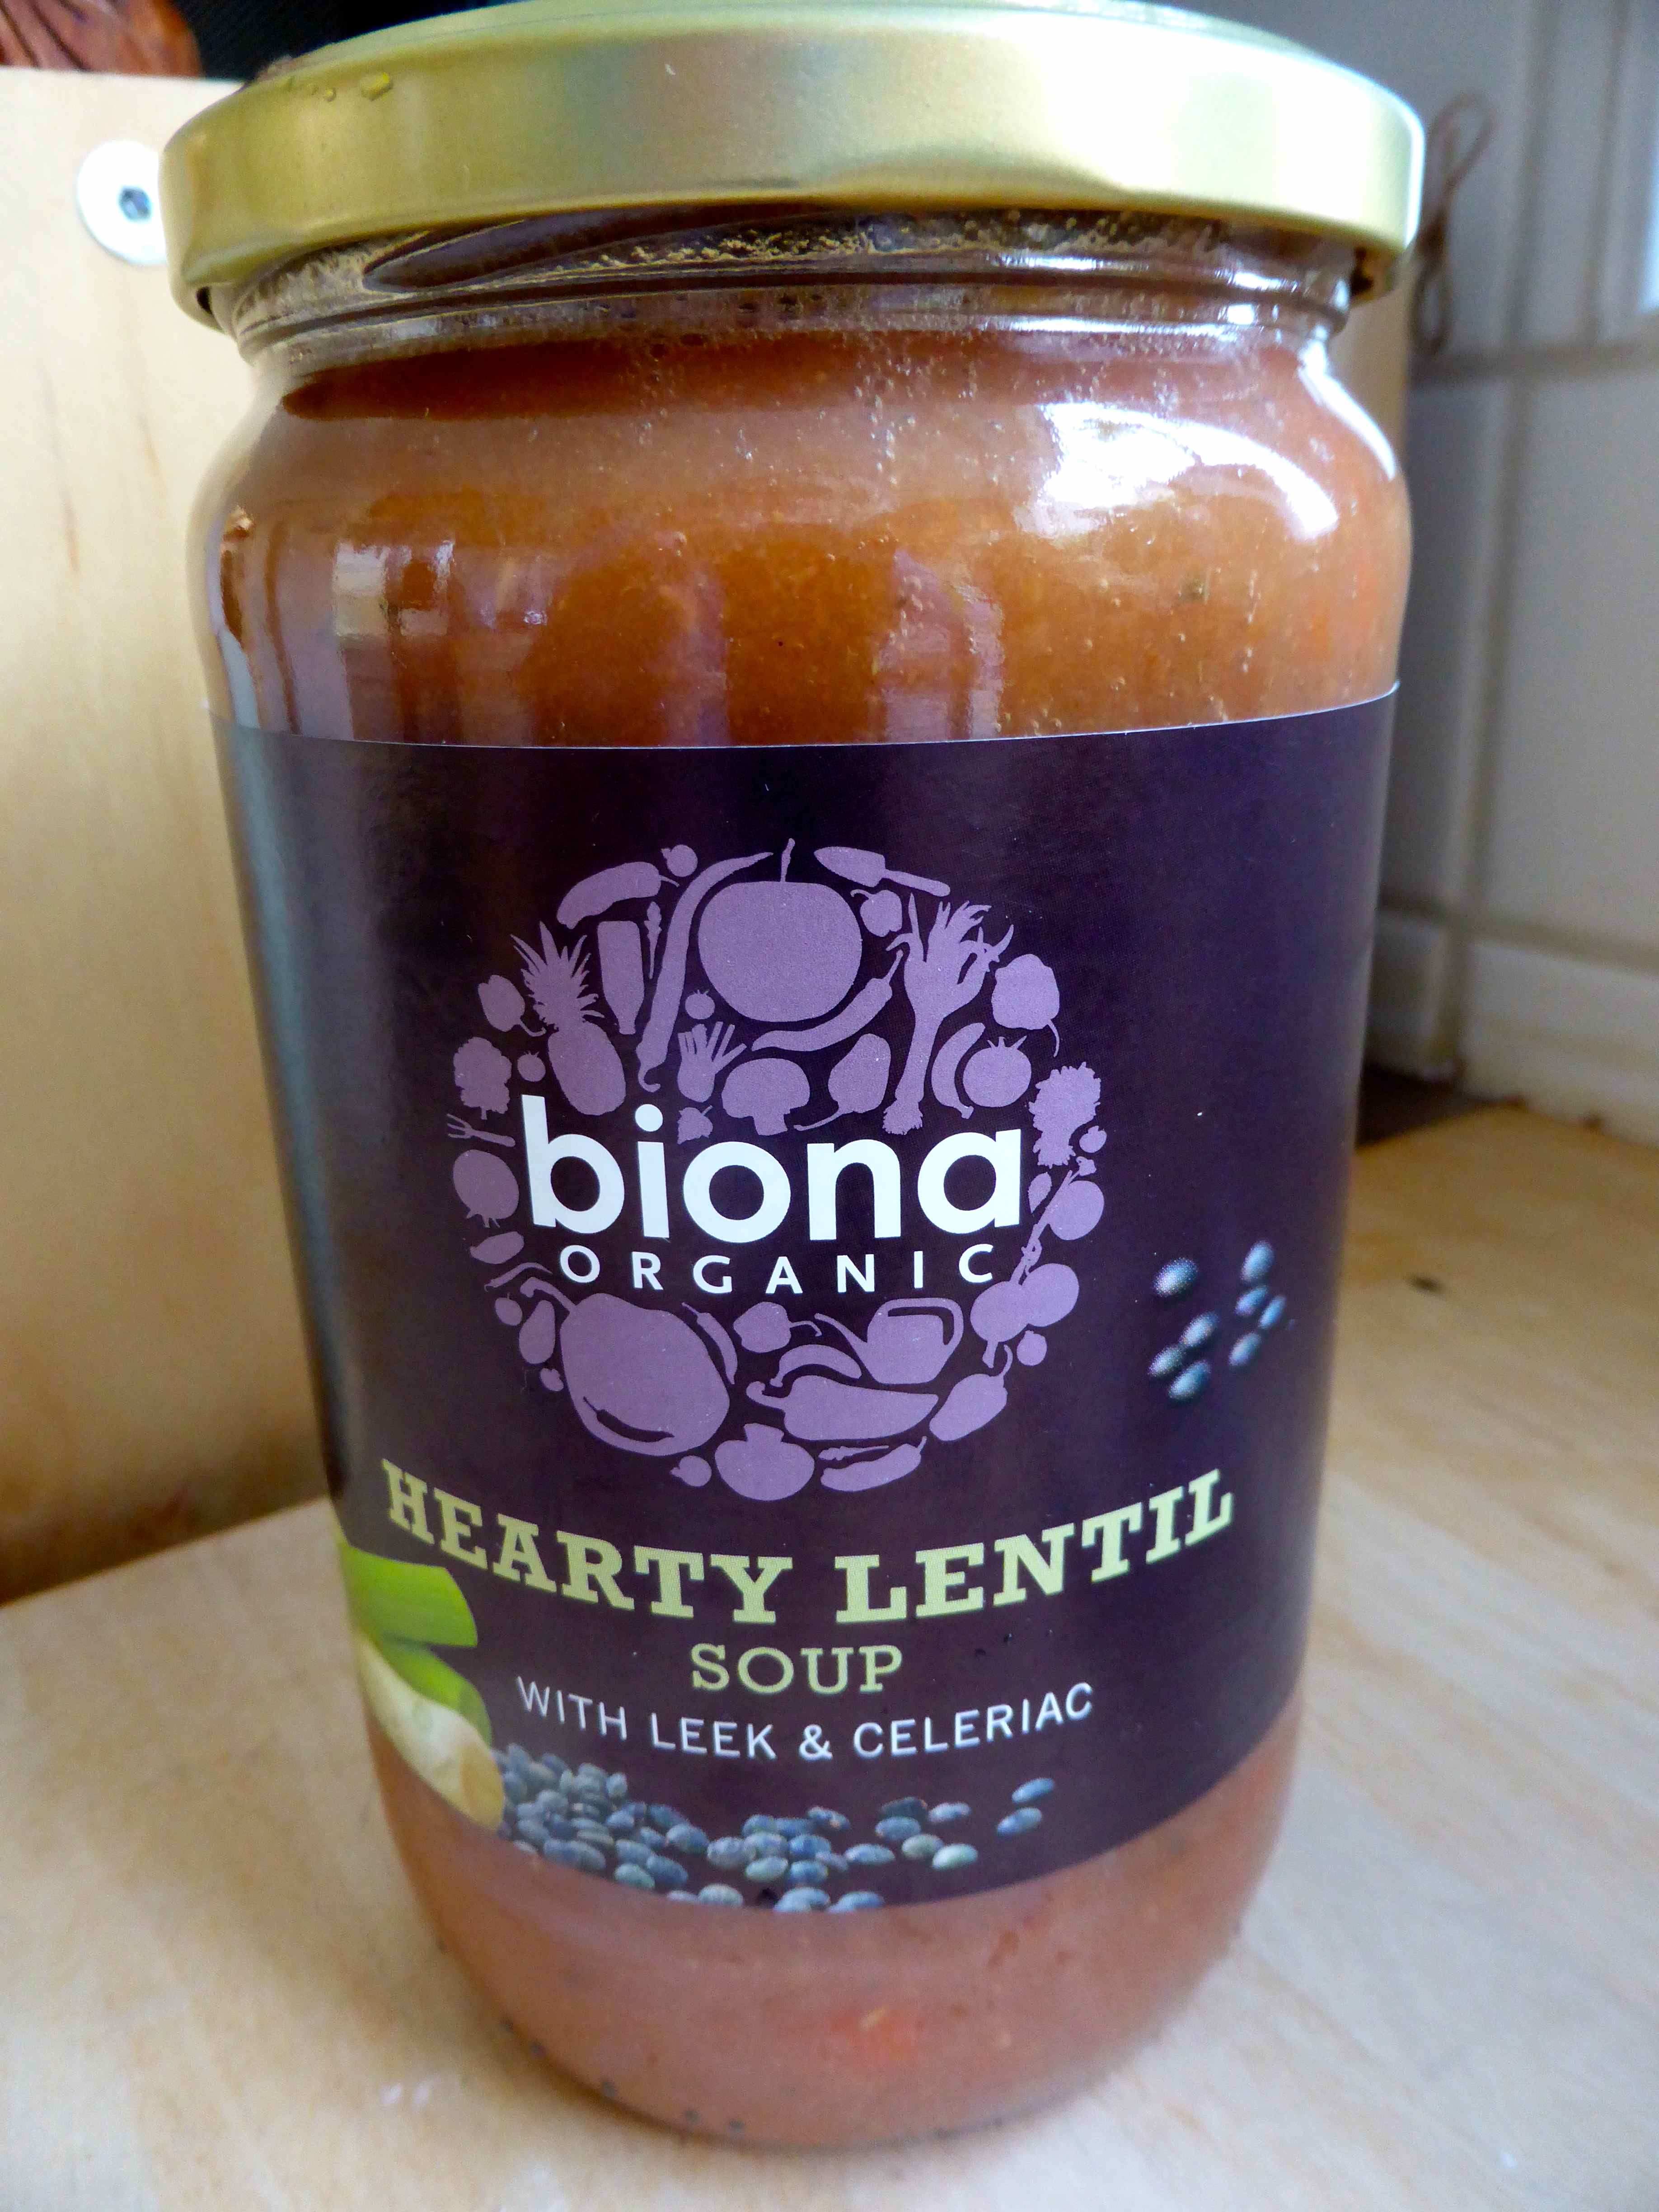 biona
ORGANIC
HEARTY LENTIL
SOUP
WITH LEEK & CELERIAC